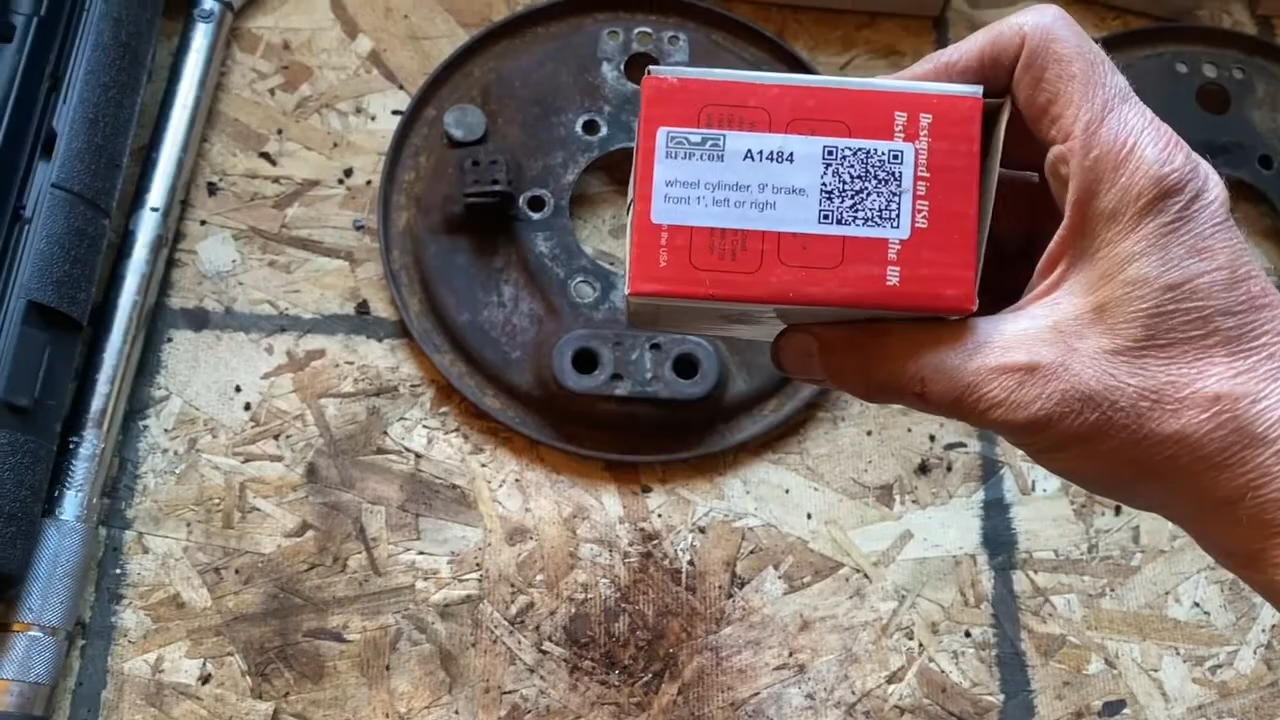 RFJP.COM
A1484
wheel cylinder, 9' brake,
front 1', left or right
Designed in USA
the UK
n the USA